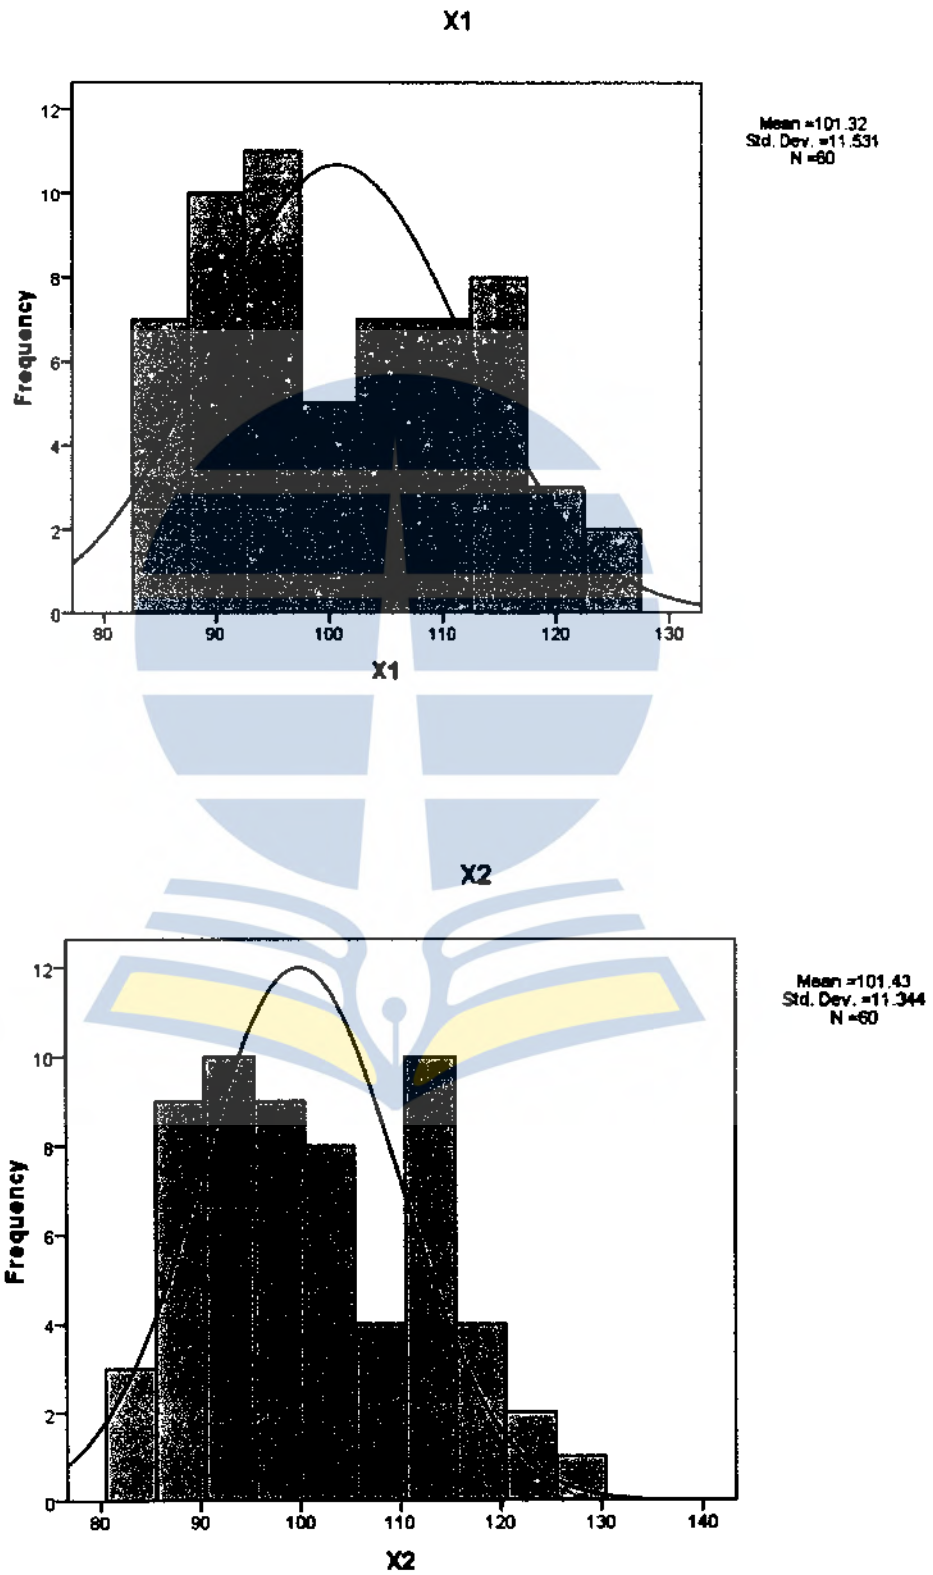 X1
12
10
8
6
4
2
0
Frequency
80
90
100
110
120
130
X1
Mean =101.32
Std. Dev. =11.531
N =60
X2
12
10
8
6
4
2
0
Frequency
80
90
100
110
120
130
140
X2
Mean =101.43
Std. Dev. =11.344
N =60